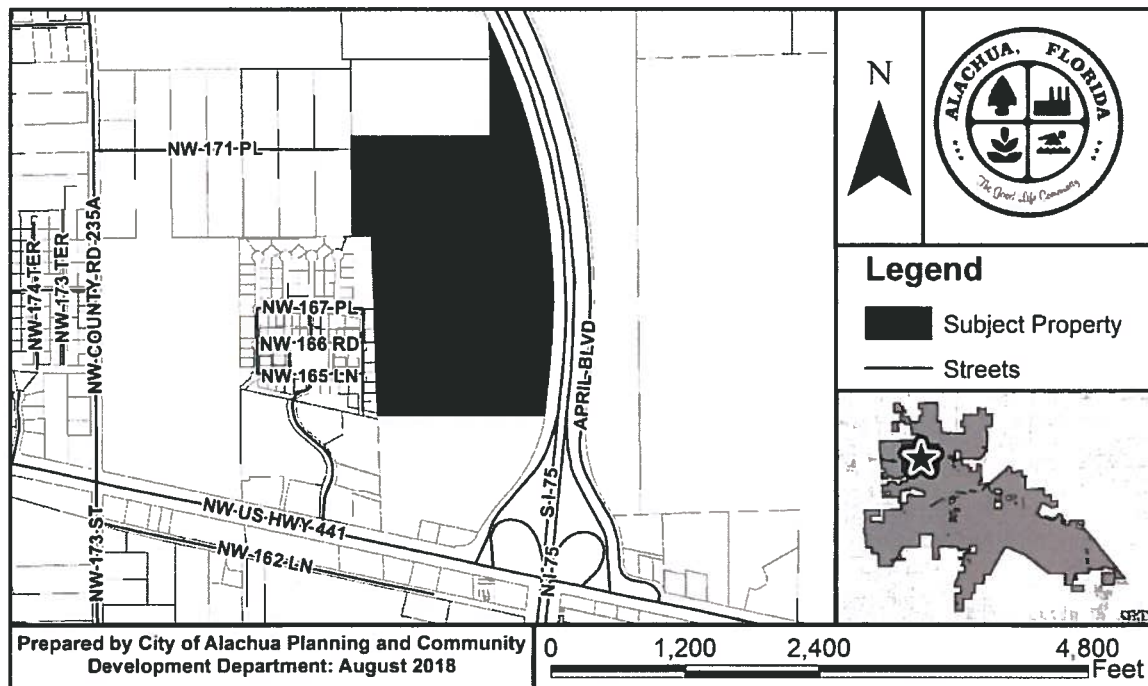 NW 171 PL
NW 174 TER
NW 173 TER
NW COUNTY RD 235A
NW 167 PL
NW 166 RD
NW 165 LN
APRIL BLVD
S I-75
N I-75
NW US HWY 441
NW 162 LN
NW 173 ST
N
ALACHUA, FLORIDA
The Good Life Community
Legend
Subject Property
Streets
Prepared by City of Alachua Planning and Community
Development Department: August 2018
0 1,200 2,400 4,800
Feet